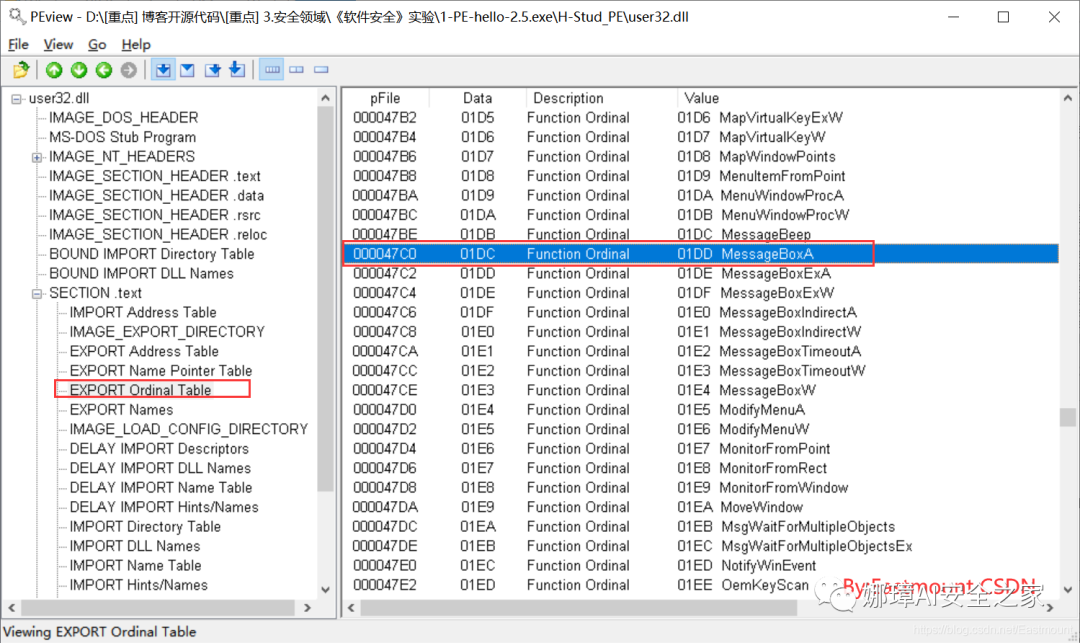 PEview - D:\[重点] 博客开源代码\[重点] 3.安全领域\《软件安全》实验\1-PE-hello-2.5.exe\H-Stud_PE\user32.dll
File View Go Help
user32.dll
IMAGE_DOS_HEADER
MS-DOS Stub Program
IMAGE_NT_HEADERS
IMAGE_SECTION_HEADER .text
IMAGE_SECTION_HEADER .data
IMAGE_SECTION_HEADER .rsrc
IMAGE_SECTION_HEADER .reloc
BOUND IMPORT Directory Table
BOUND IMPORT DLL Names
SECTION .text
IMPORT Address Table
IMAGE_EXPORT_DIRECTORY
EXPORT Address Table
EXPORT Name Pointer Table
EXPORT Ordinal Table
EXPORT Names
IMAGE_LOAD_CONFIG_DIRECTORY
DELAY IMPORT Descriptors
DELAY IMPORT DLL Names
DELAY IMPORT Name Table
DELAY IMPORT Hints/Names
IMPORT Directory Table
IMPORT DLL Names
IMPORT Name Table
IMPORT Hints/Names
pFile Data Description Value
000047B2 01D5 Function Ordinal 01D6 MapVirtualKeyExW
000047B4 01D6 Function Ordinal 01D7 MapVirtualKeyW
000047B6 01D7 Function Ordinal 01D8 MapWindowPoints
000047B8 01D8 Function Ordinal 01D9 MenuItemFromPoint
000047BA 01D9 Function Ordinal 01DA MenuWindowProcA
000047BC 01DA Function Ordinal 01DB MenuWindowProcW
000047BE 01DB Function Ordinal 01DC MessageBeep
000047C0 01DC Function Ordinal 01DD MessageBoxA
000047C2 01DD Function Ordinal 01DE MessageBoxExA
000047C4 01DE Function Ordinal 01DF MessageBoxExW
000047C6 01DF Function Ordinal 01E0 MessageBoxIndirectA
000047C8 01E0 Function Ordinal 01E1 MessageBoxIndirectW
000047CA 01E1 Function Ordinal 01E2 MessageBoxTimeoutA
000047CC 01E2 Function Ordinal 01E3 MessageBoxTimeoutW
000047CE 01E3 Function Ordinal 01E4 MessageBoxW
000047D0 01E4 Function Ordinal 01E5 ModifyMenuA
000047D2 01E5 Function Ordinal 01E6 ModifyMenuW
000047D4 01E6 Function Ordinal 01E7 MonitorFromPoint
000047D6 01E7 Function Ordinal 01E8 MonitorFromRect
000047D8 01E8 Function Ordinal 01E9 MonitorFromWindow
000047DA 01E9 Function Ordinal 01EA MoveWindow
000047DC 01EA Function Ordinal 01EB MsgWaitForMultipleObjects
000047DE 01EB Function Ordinal 01EC MsgWaitForMultipleObjectsEx
000047E0 01EC Function Ordinal 01ED NotifyWinEvent
000047E2 01ED Function Ordinal 01EE OemKeyScan
By:Eastmount CSDN
娜璋AI安全之家
Viewing EXPORT Ordinal Table
https://blog.csdn.net/Eastmount